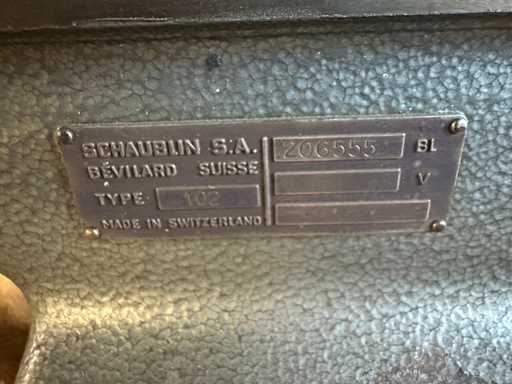 SCHAUBLIN S.A. 206555 BL
BÉVILARD SUISSE V
TYPE 102
MADE IN SWITZERLAND